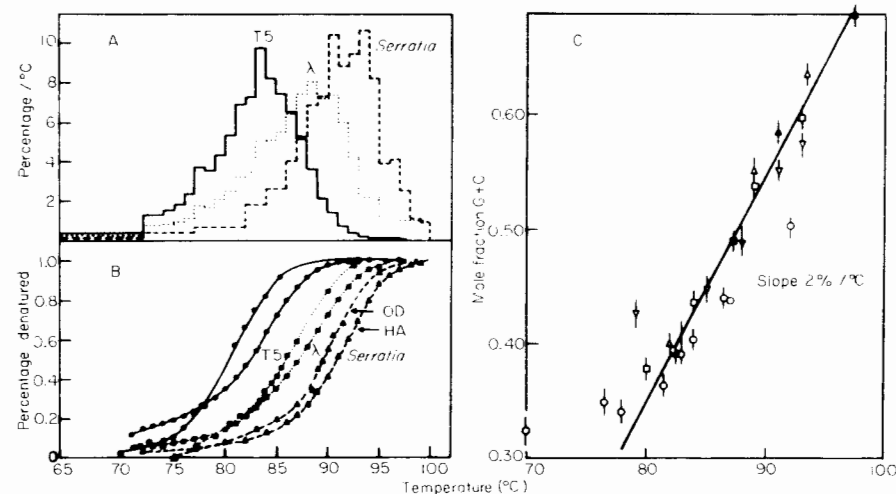 A
T5
λ
Serratia
Percentage / °C
10
8
6
4
2
B
OD
HA
T5
λ
Serratia
Percentage denatured
1.0
0.8
0.6
0.4
0.2
0
65
70
75
80
85
90
95
100
C
Slope 2% /°C
Mole fraction G+C
0.60
0.50
0.40
0.30
70
80
90
100
Temperature (°C)